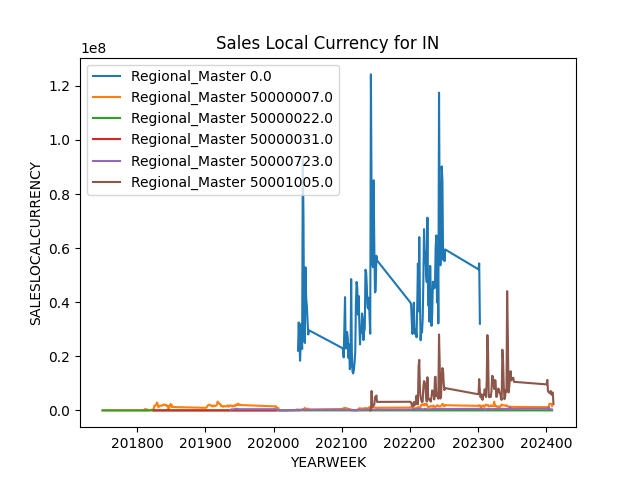 Sales Local Currency for IN
1e8
Regional_Master 0.0
Regional_Master 50000007.0
Regional_Master 50000022.0
Regional_Master 50000031.0
Regional_Master 50000723.0
Regional_Master 50001005.0
SALESLOCALCURRENCY
1.2
1.0
0.8
0.6
0.4
0.2
0.0
201800 201900 202000 202100 202200 202300 202400
YEARWEEK